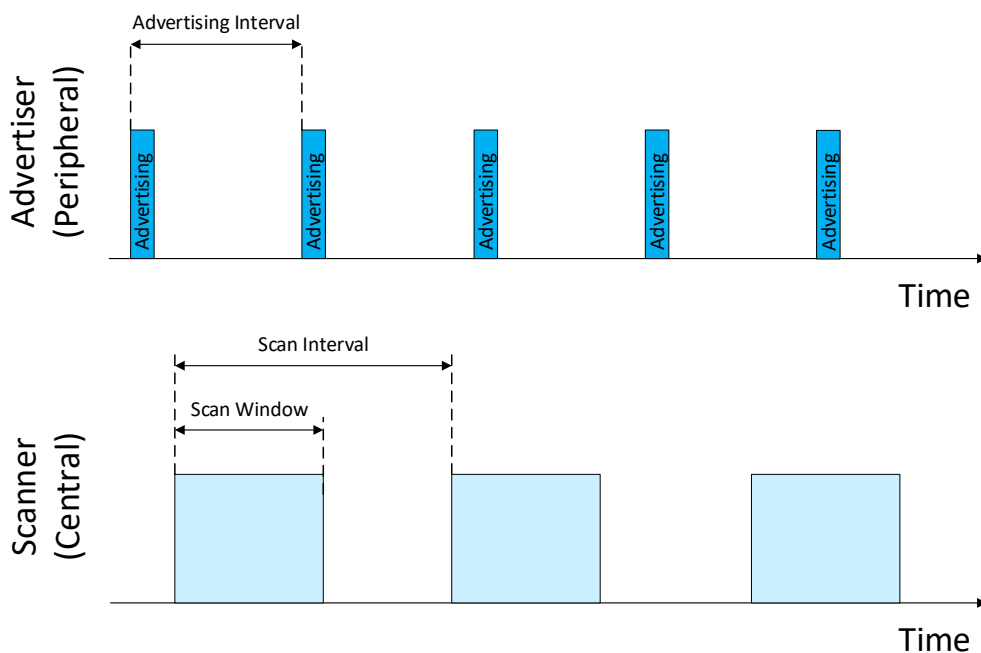 Advertising Interval
Advertiser
(Peripheral)
Advertising
Advertising
Advertising
Advertising
Advertising
Time
Scan Interval
Scan Window
Scanner
(Central)
Time